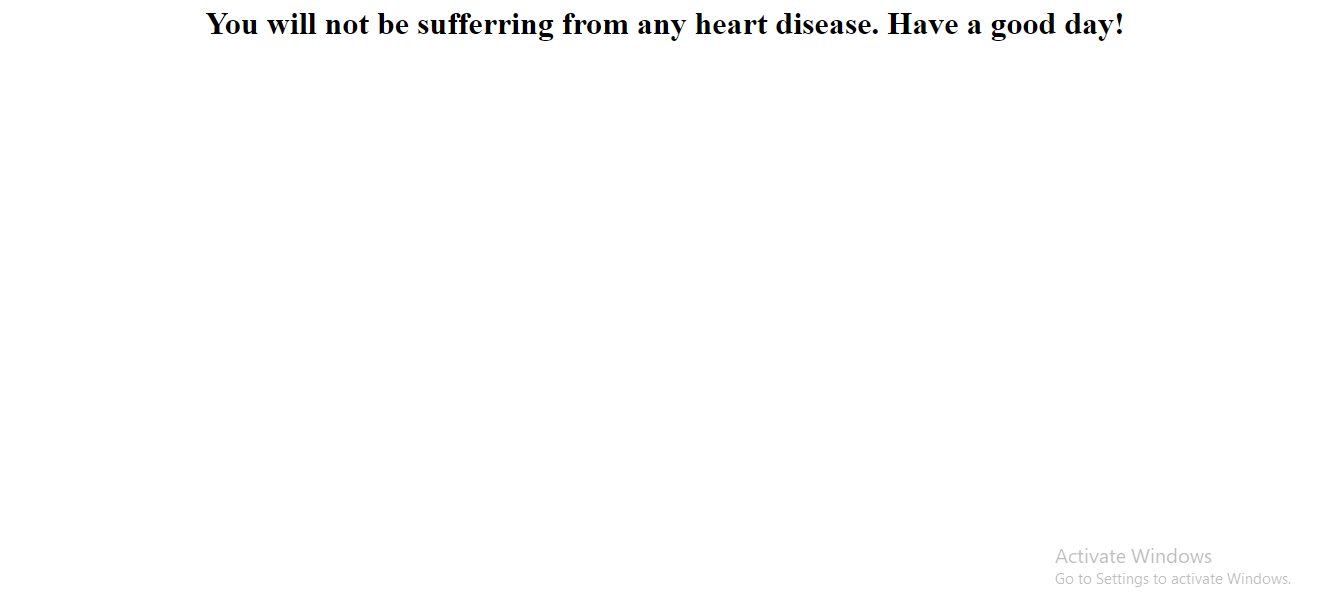 You will not be sufferring from any heart disease. Have a good day!
Activate Windows
Go to Settings to activate Windows.